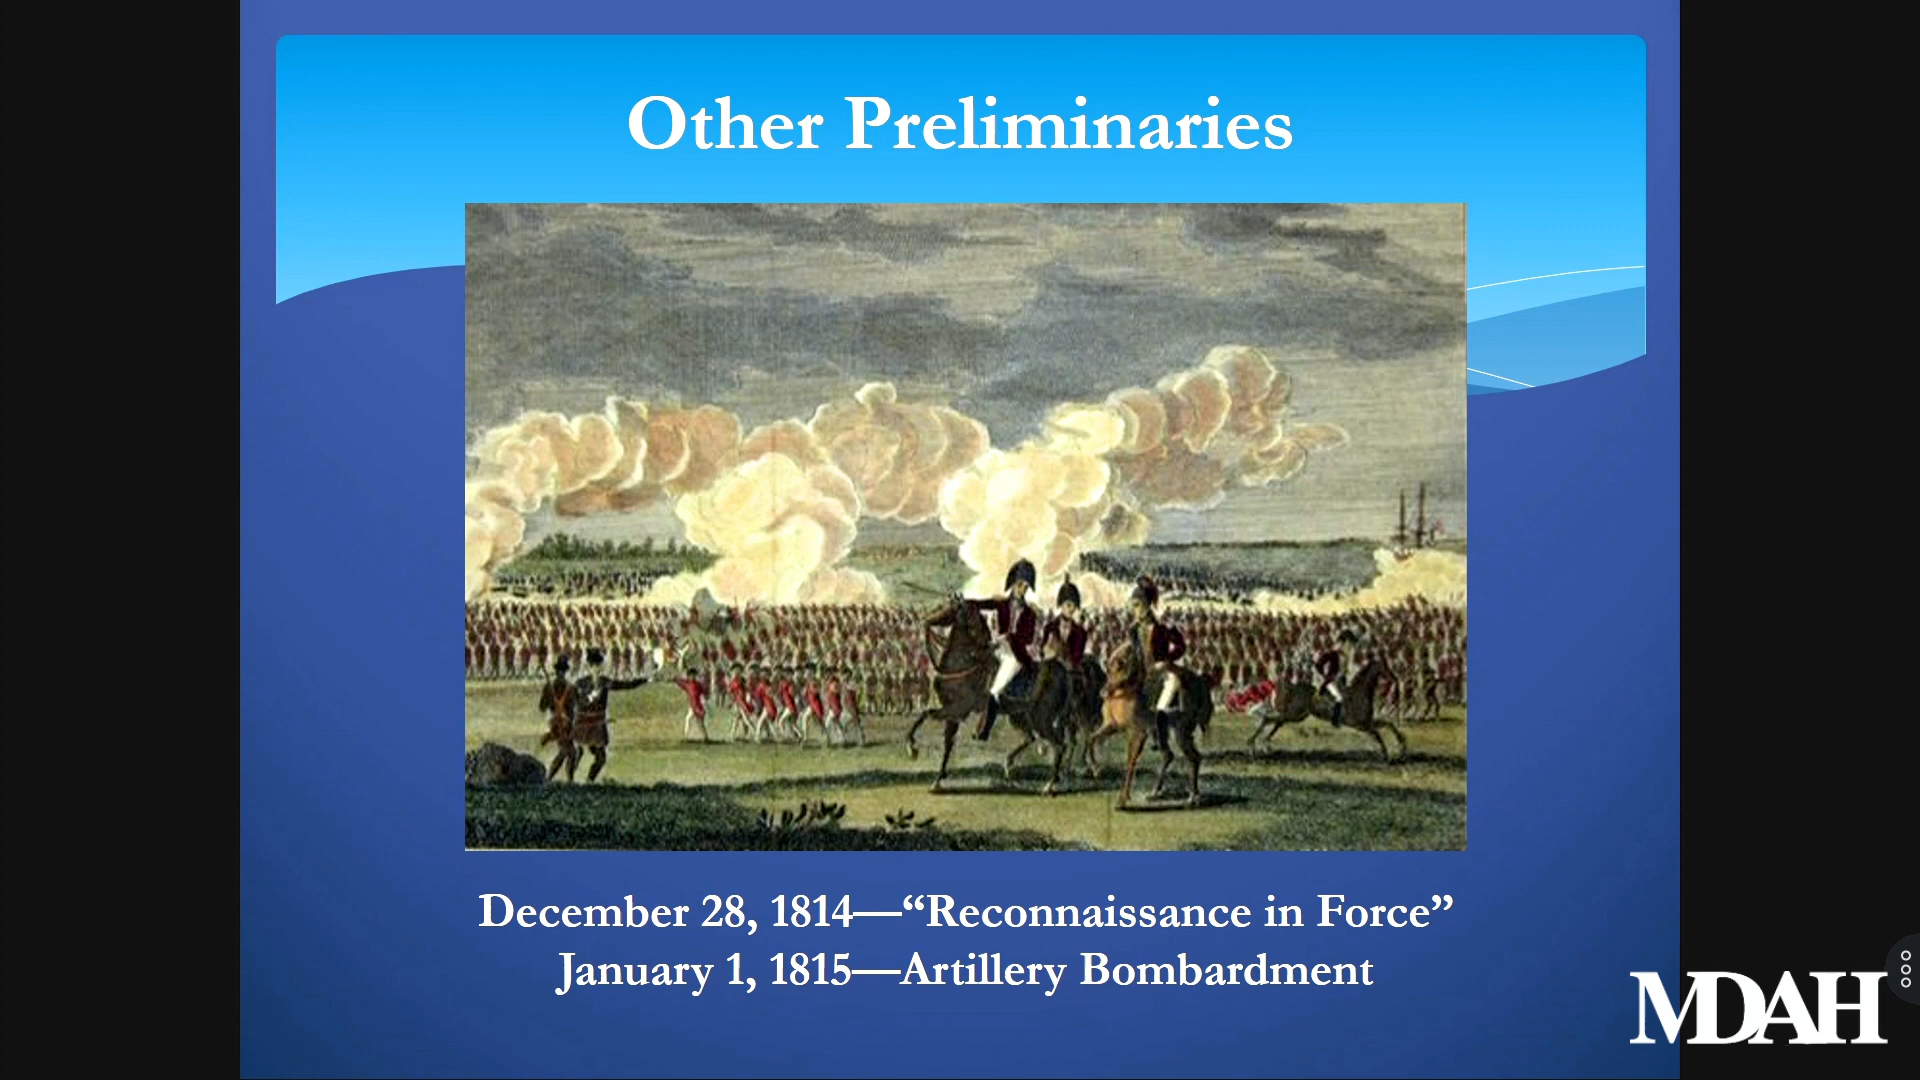 Other Preliminaries
December 28, 1814—“Reconnaissance in Force”
January 1, 1815—Artillery Bombardment
MDAH